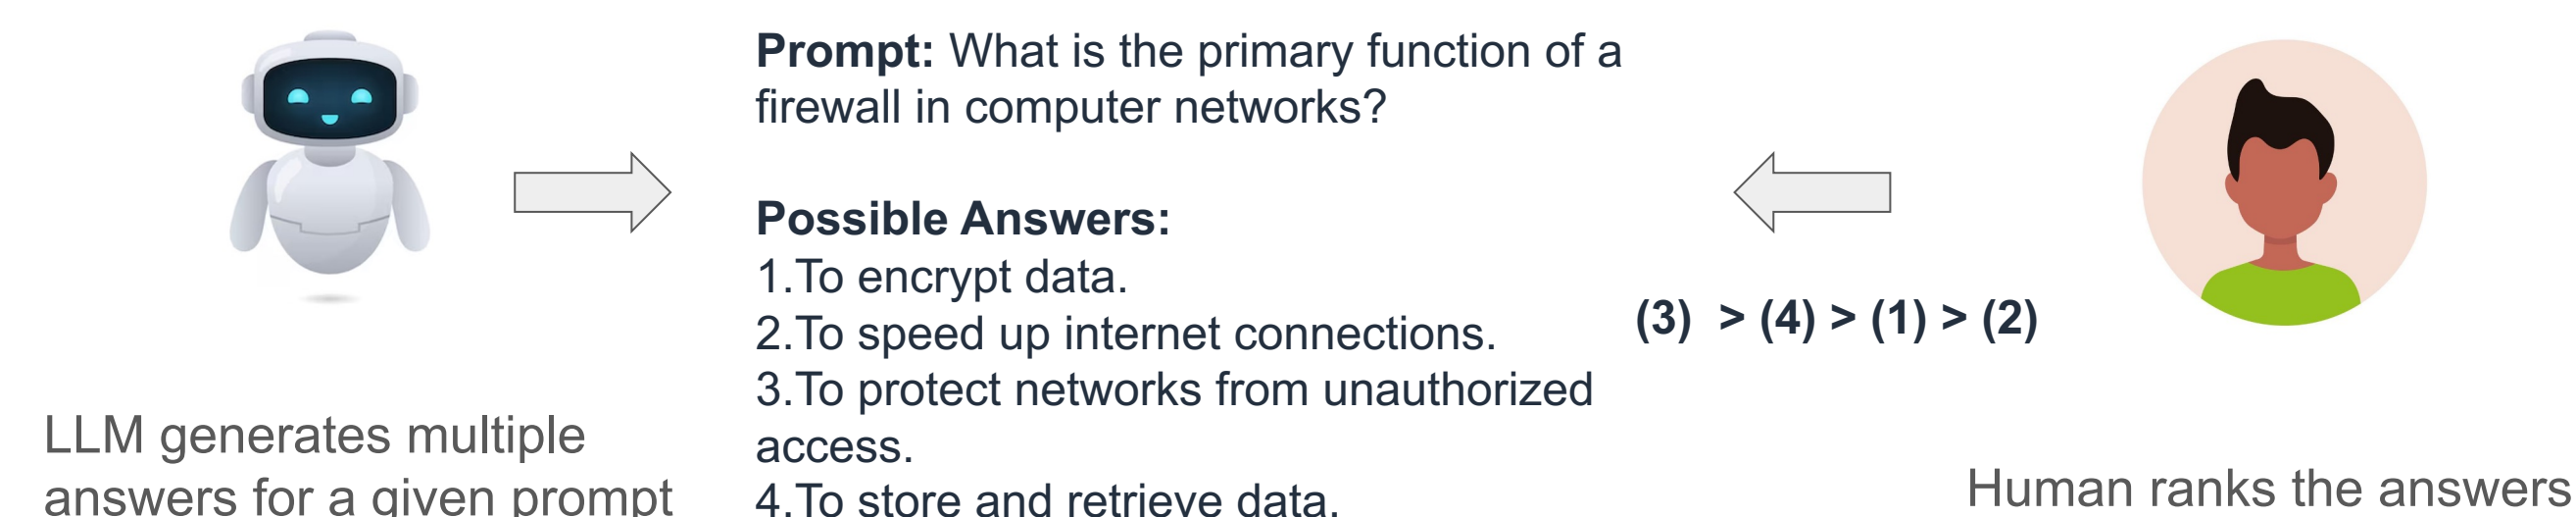 Prompt: What is the primary function of a
firewall in computer networks?
Possible Answers:
1.To encrypt data.
2.To speed up internet connections.
3.To protect networks from unauthorized
access.
4.To store and retrieve data.
(3) > (4) > (1) > (2)
LLM generates multiple
answers for a given prompt
Human ranks the answers